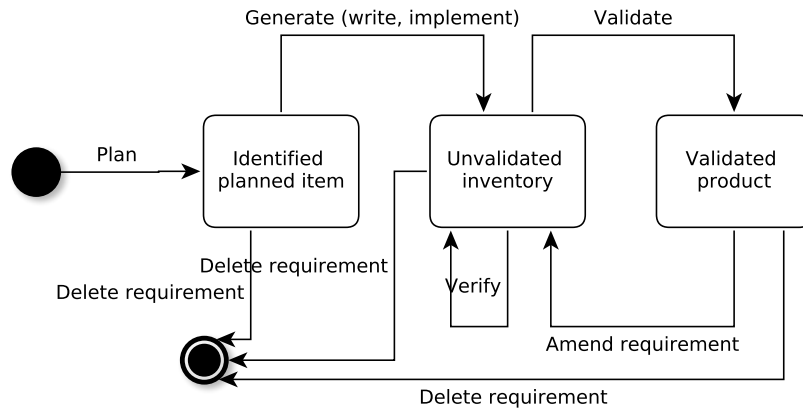 Generate (write, implement)
Validate
Plan
Identified
planned item
Unvalidated
inventory
Validated
product
Delete requirement
Delete requirement
Verify
Amend requirement
Delete requirement